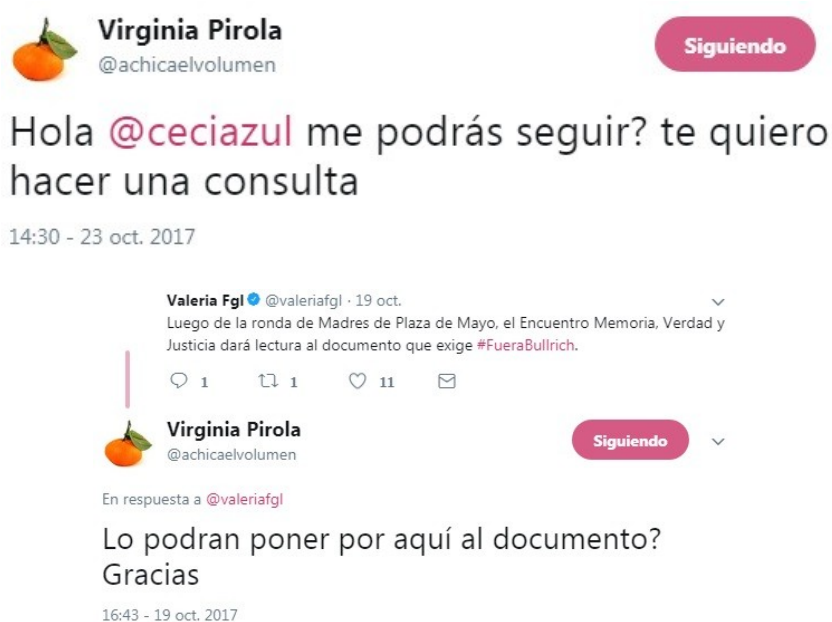 Virginia Pirola
@achicaelvolumen
Siguiendo
Hola @ceciazul me podrás seguir? te quiero
hacer una consulta
14:30 - 23 oct. 2017
Valeria Fgl @valeriafgl · 19 oct.
Luego de la ronda de Madres de Plaza de Mayo, el Encuentro Memoria, Verdad y
Justicia dará lectura al documento que exige #FueraBullrich.
1 1 11
Virginia Pirola
@achicaelvolumen
Siguiendo
En respuesta a @valeriafgl
Lo podran poner por aquí al documento?
Gracias
16:43 - 19 oct. 2017